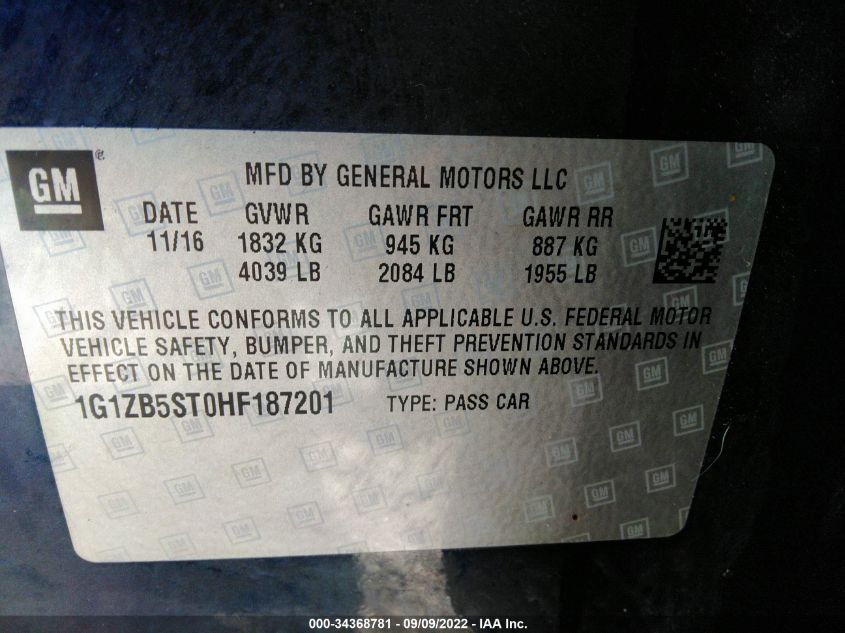 GM ®
MFD BY GENERAL MOTORS LLC
DATE GVWR GAWR FRT GAWR RR
11/16 1832 KG 945 KG 887 KG
4039 LB 2084 LB 1955 LB
THIS VEHICLE CONFORMS TO ALL APPLICABLE U.S. FEDERAL MOTOR
VEHICLE SAFETY, BUMPER, AND THEFT PREVENTION STANDARDS IN
EFFECT ON THE DATE OF MANUFACTURE SHOWN ABOVE.
1G1ZB5ST0HF187201 TYPE: PASS CAR
000-34368781 - 09/09/2022 - IAA Inc.